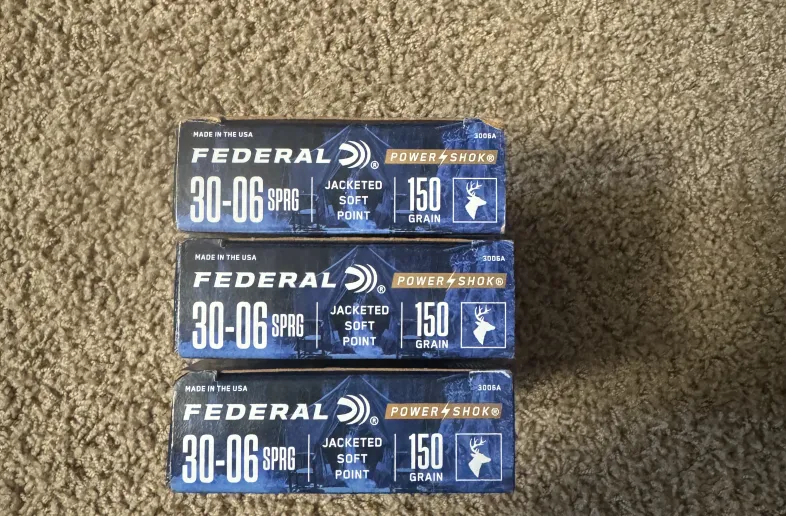 MADE IN THE USA 3006A
FEDERAL® POWER SHOK®
30-06 SPRG JACKETED SOFT POINT 150 GRAIN
MADE IN THE USA 3006A
FEDERAL® POWER SHOK®
30-06 SPRG JACKETED SOFT POINT 150 GRAIN
MADE IN THE USA 3006A
FEDERAL® POWER SHOK®
30-06 SPRG JACKETED SOFT POINT 150 GRAIN